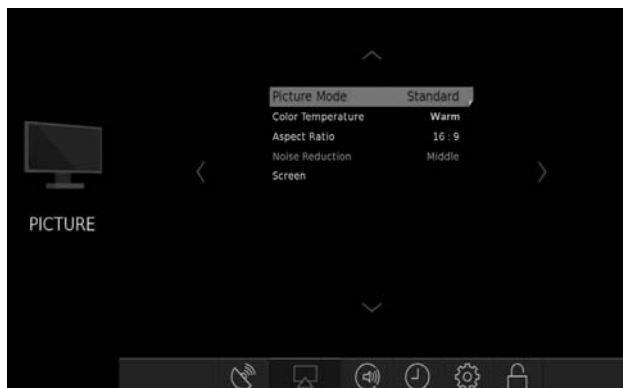 Picture Mode Standard
Color Temperature Warm
Aspect Ratio 16 : 9
Noise Reduction Middle
Screen
PICTURE